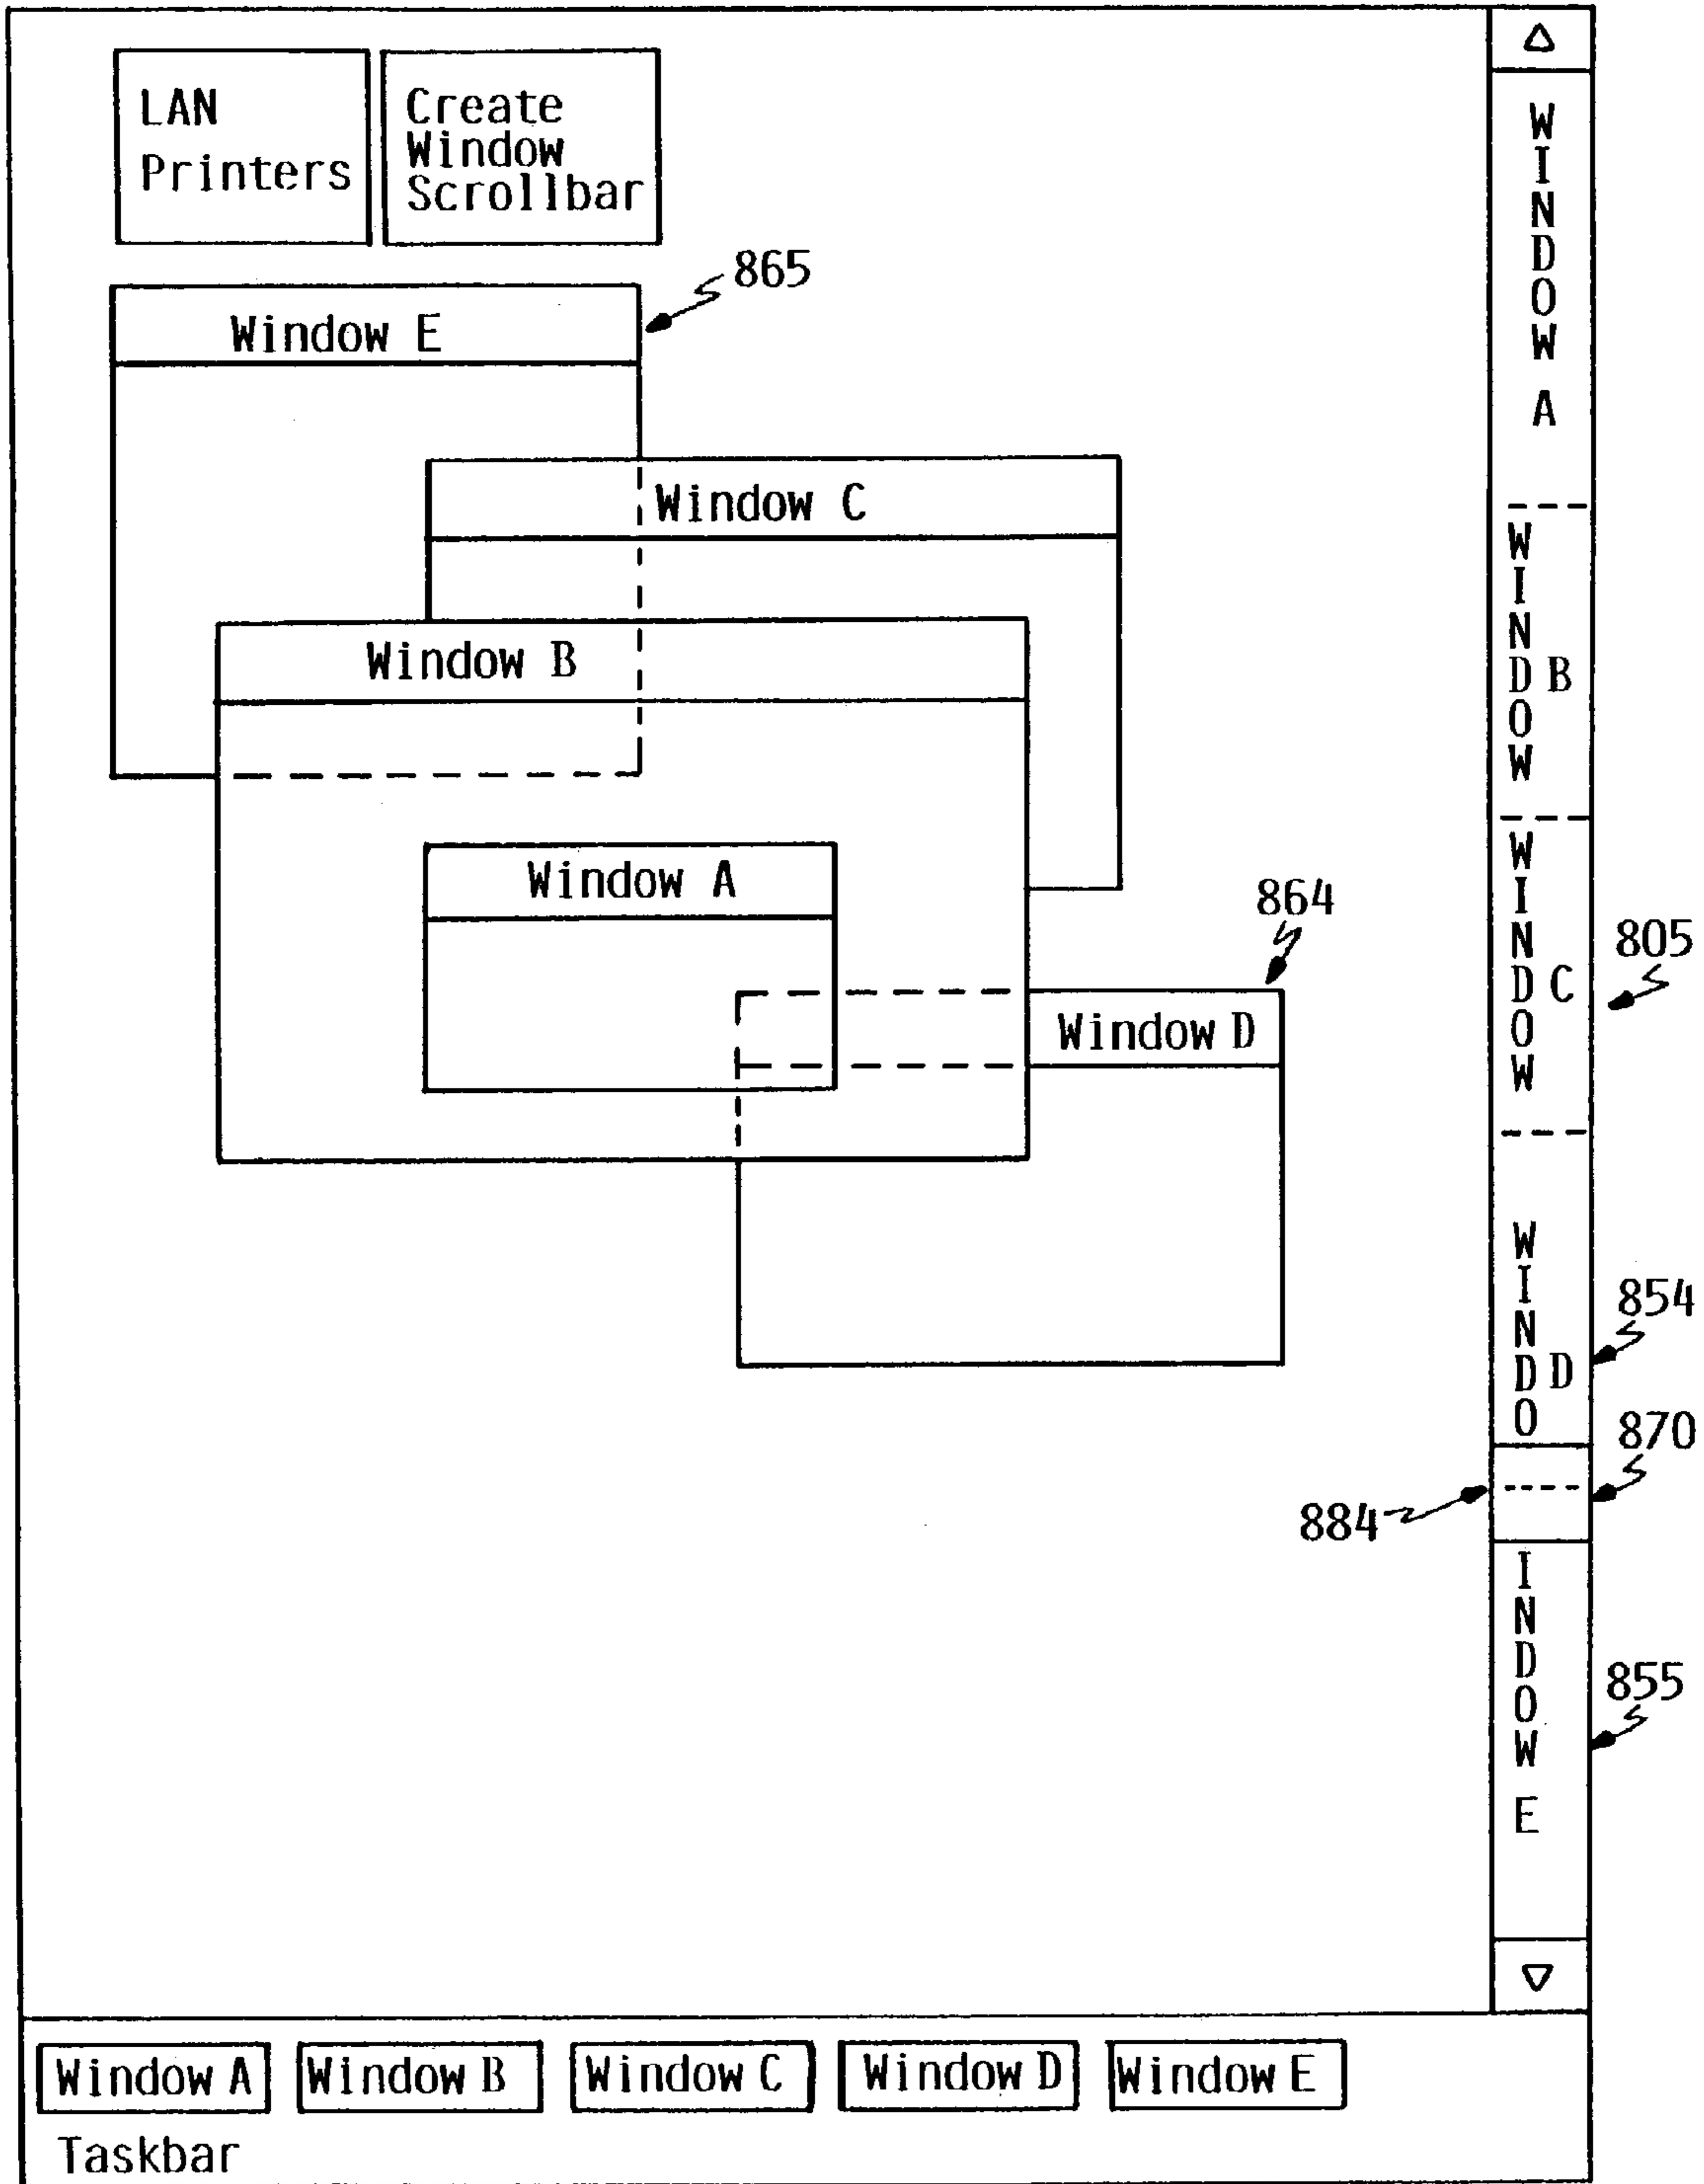 LAN
Printers
Create
Window
Scrollbar
865
Window E
Window C
Window B
Window A
864
Window D
WINDOW A
WINDOW B
WINDOW C
805
WINDO D
854
870
884
INDOW E
855
Window A
Window B
Window C
Window D
Window E
Taskbar